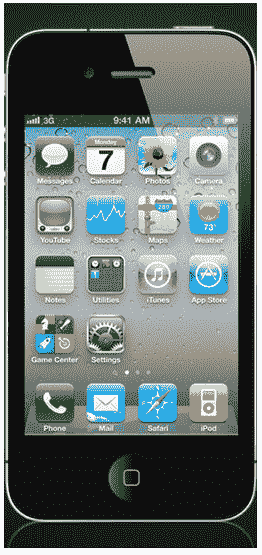 3G 9:41 AM
Monday
7
Messages Calendar Photos Camera
280
73°
YouTube Stocks Maps Weather
Notes Utilities iTunes App Store
Game Center Settings
Phone Mail Safari iPod